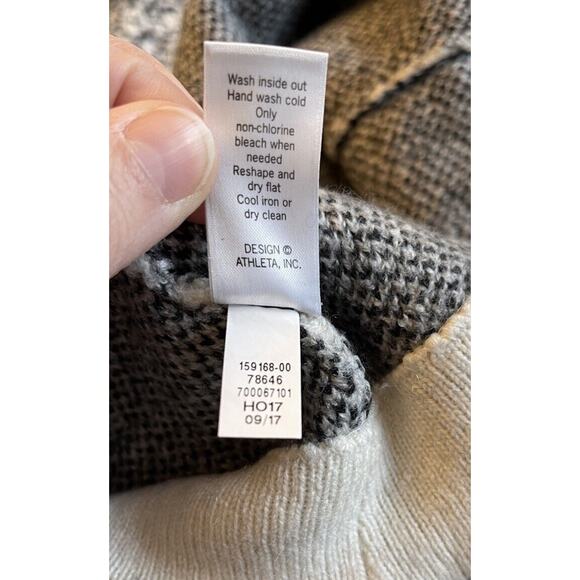 Wash inside out
Hand wash cold
Only
non-chlorine
bleach when
needed
Reshape and
dry flat
Cool iron or
dry clean
DESIGN ©
ATHLETA, INC.
159168-00
78646
700067101
HO17
09/17